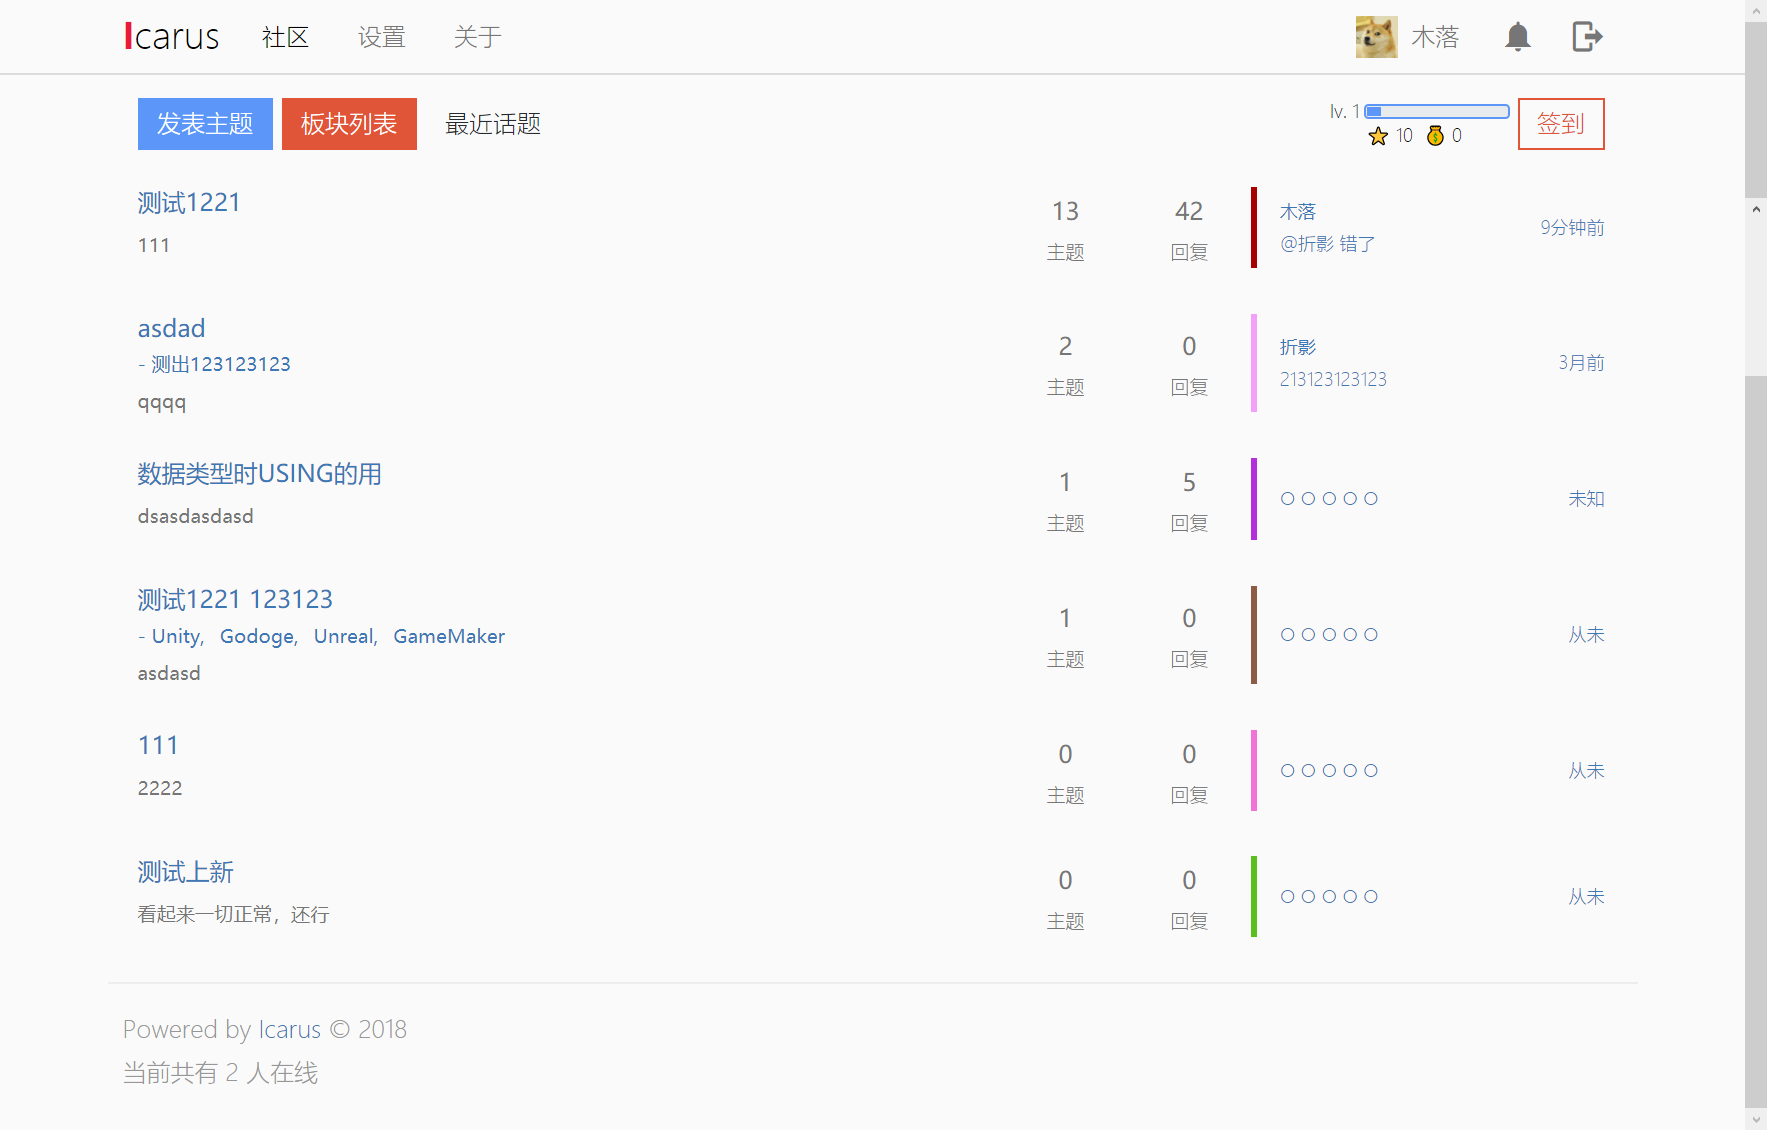 Icarus 社区 设置 关于 木落
发表主题 板块列表 最近话题 lv. 1 签到
10 0
测试1221
111
13 42
主题 回复
木落
@折影 错了
9分钟前
asdad
- 测出123123123
qqqq
2 0
主题 回复
折影
213123123123
3月前
数据类型时USING的用
dsasdasdasd
1 5
主题 回复
○○○○○
未知
测试1221 123123
- Unity, Godoge, Unreal, GameMaker
asdasd
1 0
主题 回复
○○○○○
从未
111
2222
0 0
主题 回复
○○○○○
从未
测试上新
看起来一切正常，还行
0 0
主题 回复
○○○○○
从未
Powered by Icarus © 2018
当前共有 2 人在线